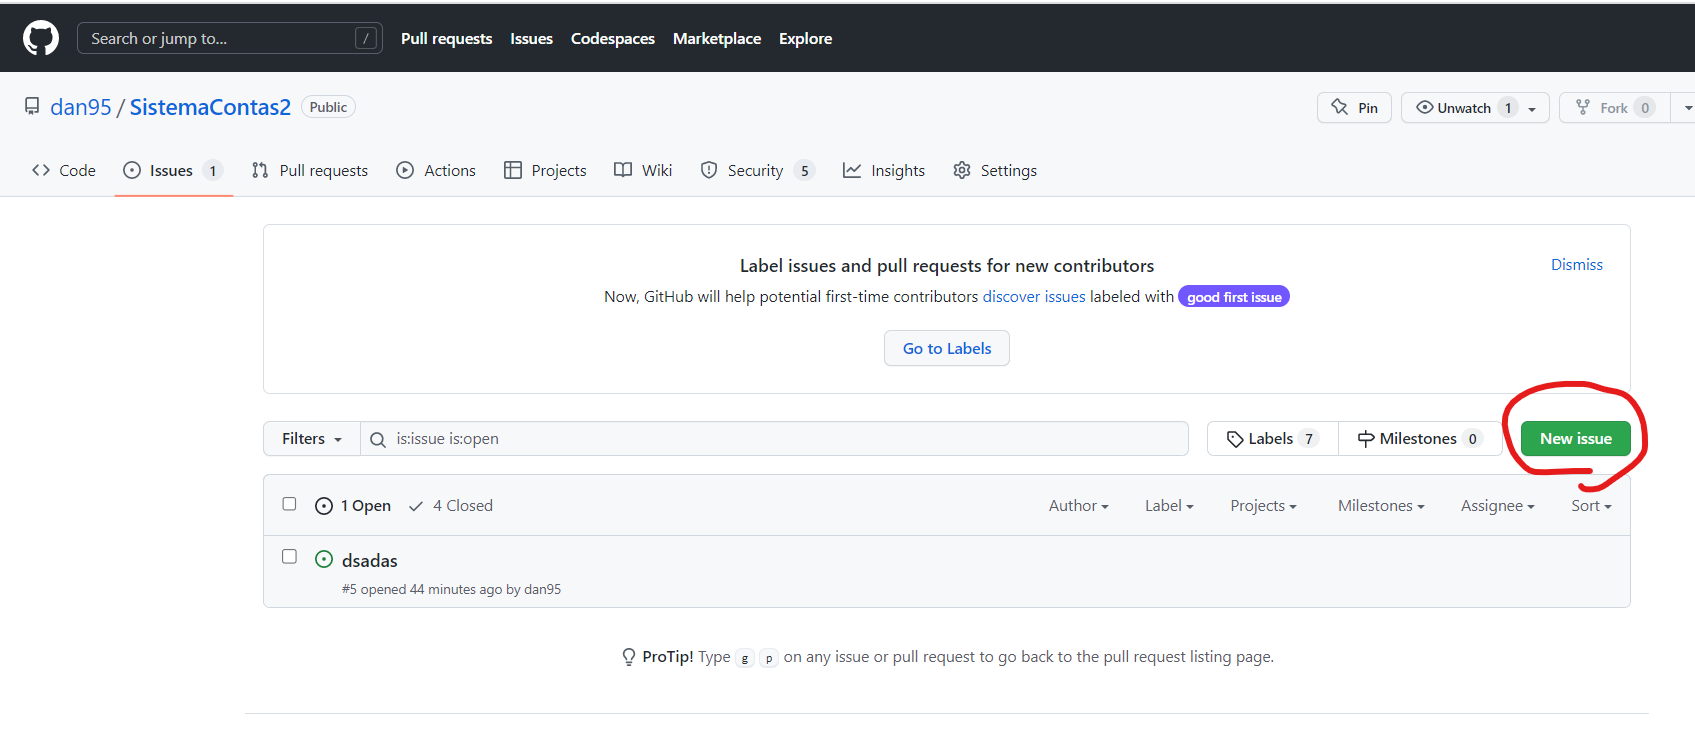 Search or jump to... /
Pull requests Issues Codespaces Marketplace Explore
dan95 / SistemaContas2 Public
Pin Unwatch 1 Fork 0
Code Issues 1 Pull requests Actions Projects Wiki Security 5 Insights Settings
Label issues and pull requests for new contributors
Dismiss
Now, GitHub will help potential first-time contributors discover issues labeled with good first issue
Go to Labels
Filters is:issue is:open Labels 7 Milestones 0 New issue
1 Open 4 Closed Author Label Projects Milestones Assignee Sort
dsadas
#5 opened 44 minutes ago by dan95
ProTip! Type g p on any issue or pull request to go back to the pull request listing page.